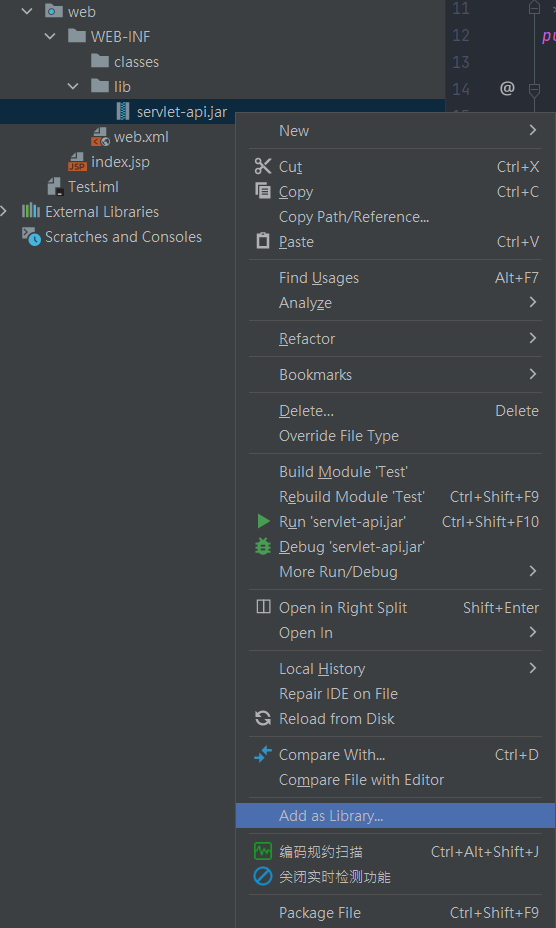 web
WEB-INF
classes
lib
servlet-api.jar
web.xml
index.jsp
Test.iml
External Libraries
Scratches and Consoles
11
12 pu
13
14 @
New
Cut Ctrl+X
Copy Ctrl+C
Copy Path/Reference...
Paste Ctrl+V
Find Usages Alt+F7
Analyze
Refactor
Bookmarks
Delete... Delete
Override File Type
Build Module 'Test'
Rebuild Module 'Test' Ctrl+Shift+F9
Run 'servlet-api.jar' Ctrl+Shift+F10
Debug 'servlet-api.jar'
More Run/Debug
Open in Right Split Shift+Enter
Open In
Local History
Repair IDE on File
Reload from Disk
Compare With... Ctrl+D
Compare File with Editor
Add as Library...
编码规约扫描 Ctrl+Alt+Shift+J
关闭实时检测功能
Package File Ctrl+Shift+F9